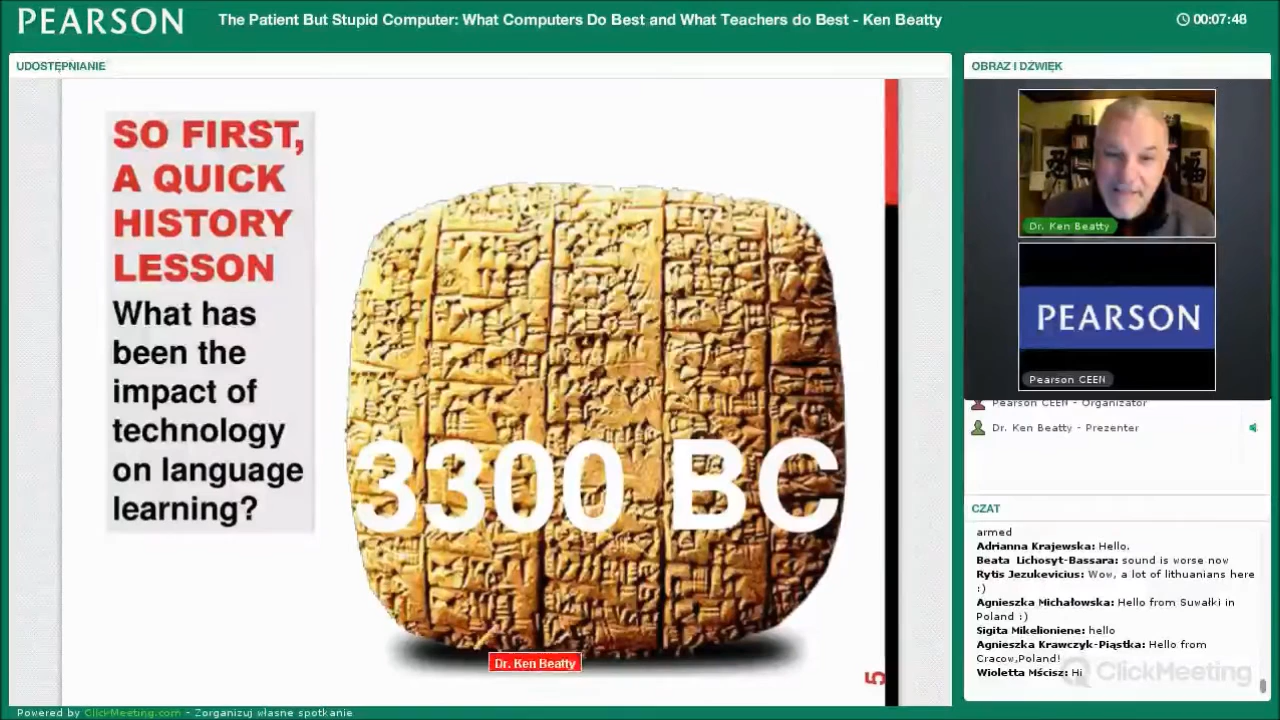 PEARSON
The Patient But Stupid Computer: What Computers Do Best and What Teachers do Best - Ken Beatty
00:07:48
UDOSTĘPNIANIE
SO FIRST,
A QUICK
HISTORY
LESSON
What has
been the
impact of
technology
on language
learning?
3300 BC
Dr. Ken Beatty
5
OBRAZ I DŹWIĘK
Dr. Ken Beatty
PEARSON
Pearson CEEN
Pearson CEEN - Organizator
Dr. Ken Beatty - Prezenter
CZAT
armed
Adrianna Krajewska: Hello.
Beata Lichosyt-Bassara: sound is worse now
Rytis Jezukevicius: Wow, a lot of lithuanians here
:)
Agnieszka Michałowska: Hello from Suwałki in
Poland :)
Sigita Mikelioniene: hello
Agnieszka Krawczyk-Piąstka: Hello from
Cracow,Poland!
Wioletta Mścisz: Hi
ClickMeeting
Powered by ClickMeeting.com - Zorganizuj własne spotkanie